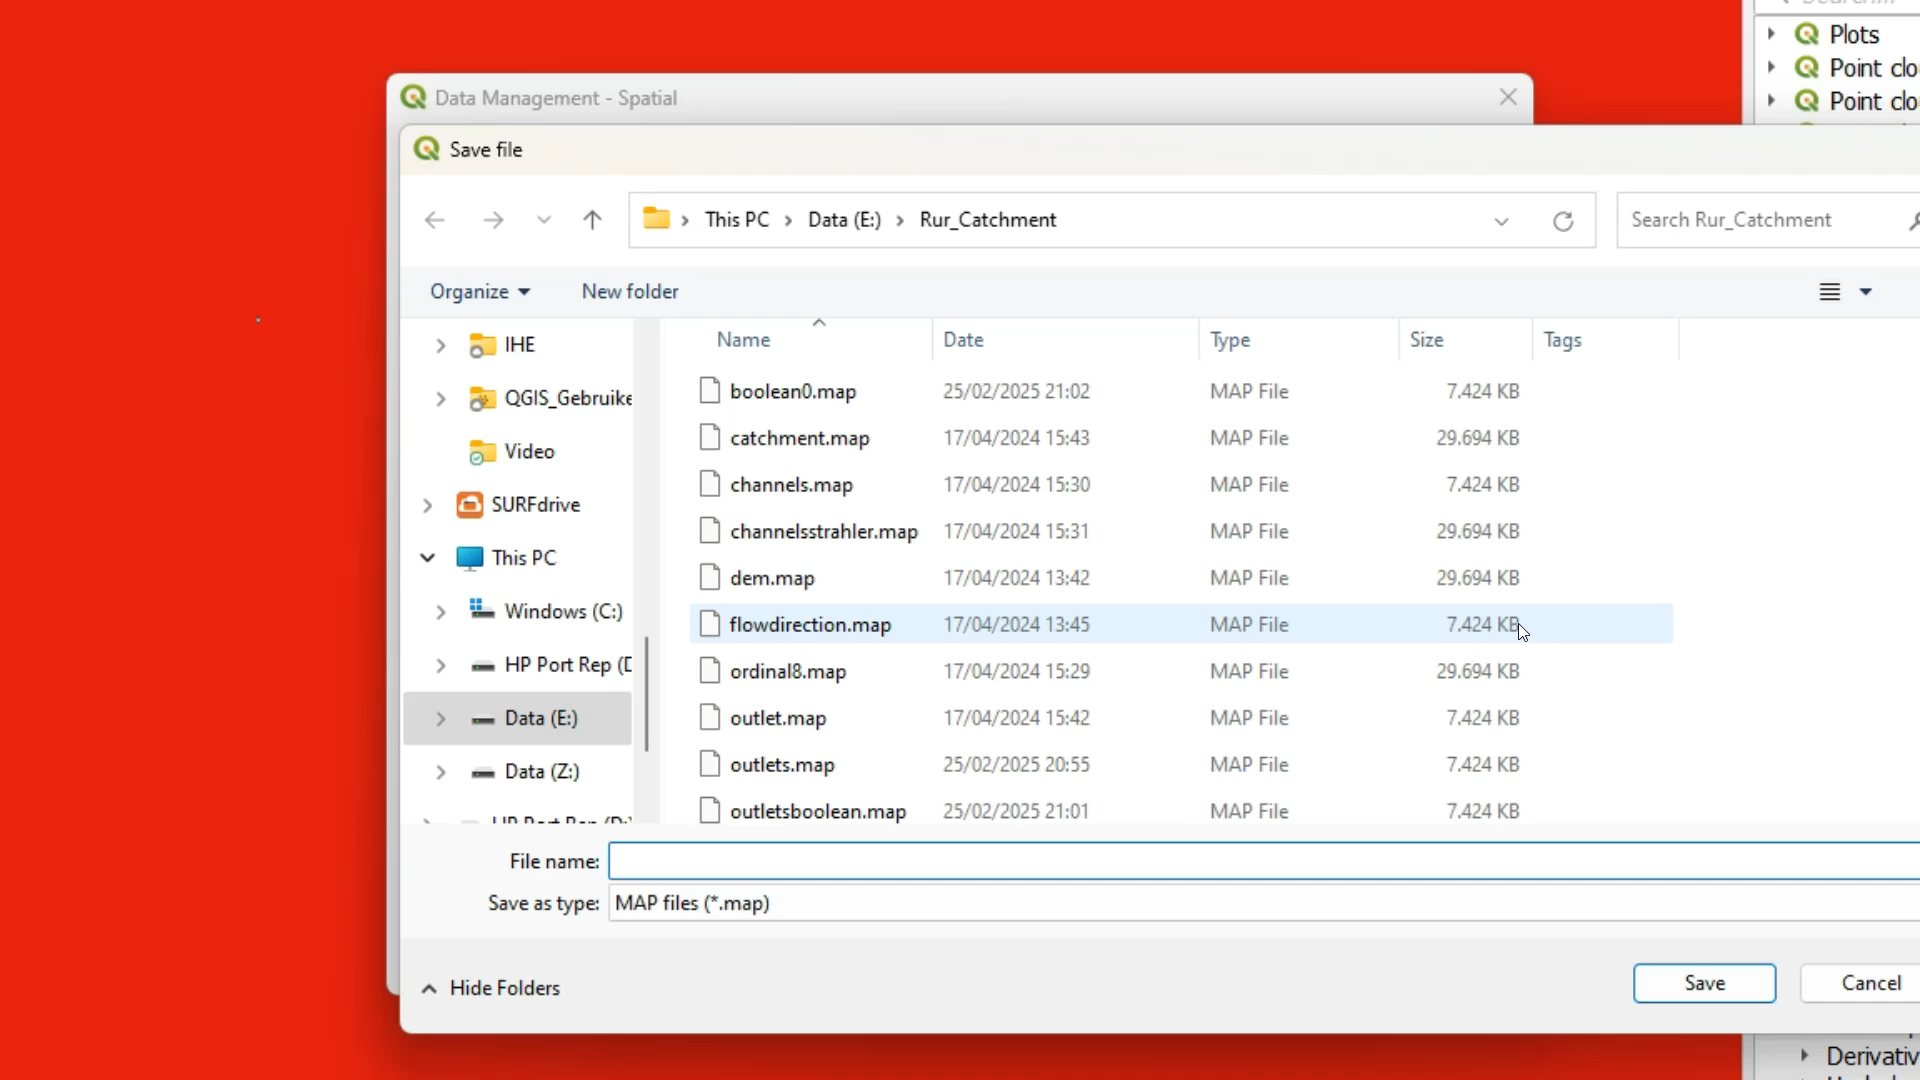 Plots
Point clo
Point clo
Data Management - Spatial
Save file
This PC > Data (E:) > Rur_Catchment
Search Rur_Catchment
Organize
New folder
Name Date Type Size Tags
IHE
QGIS_Gebruike
Video
SURFdrive
This PC
Windows (C:)
HP Port Rep (D
Data (E:)
Data (Z:)
boolean0.map 25/02/2025 21:02 MAP File 7.424 KB
catchment.map 17/04/2024 15:43 MAP File 29.694 KB
channels.map 17/04/2024 15:30 MAP File 7.424 KB
channelsstrahler.map 17/04/2024 15:31 MAP File 29.694 KB
dem.map 17/04/2024 13:42 MAP File 29.694 KB
flowdirection.map 17/04/2024 13:45 MAP File 7.424 KB
ordinal8.map 17/04/2024 15:29 MAP File 29.694 KB
outlet.map 17/04/2024 15:42 MAP File 7.424 KB
outlets.map 25/02/2025 20:55 MAP File 7.424 KB
outletsboolean.map 25/02/2025 21:01 MAP File 7.424 KB
File name:
Save as type: MAP files (*.map)
Hide Folders
Save
Cancel
Derivativ